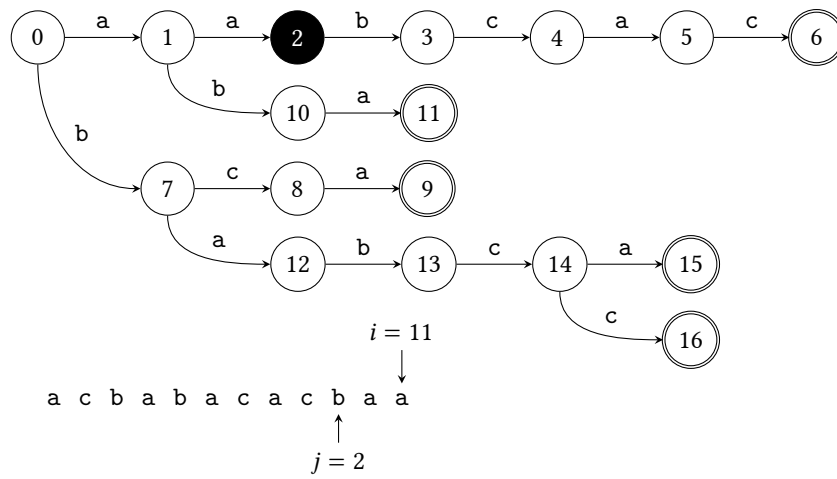 0 a 1 a 2 b 3 c 4 a 5 c 6
b 10 a 11
b
7 c 8 a 9
a 12 b 13 c 14 a 15
c 16
i = 11
a c b a b a c a c b a a
j = 2